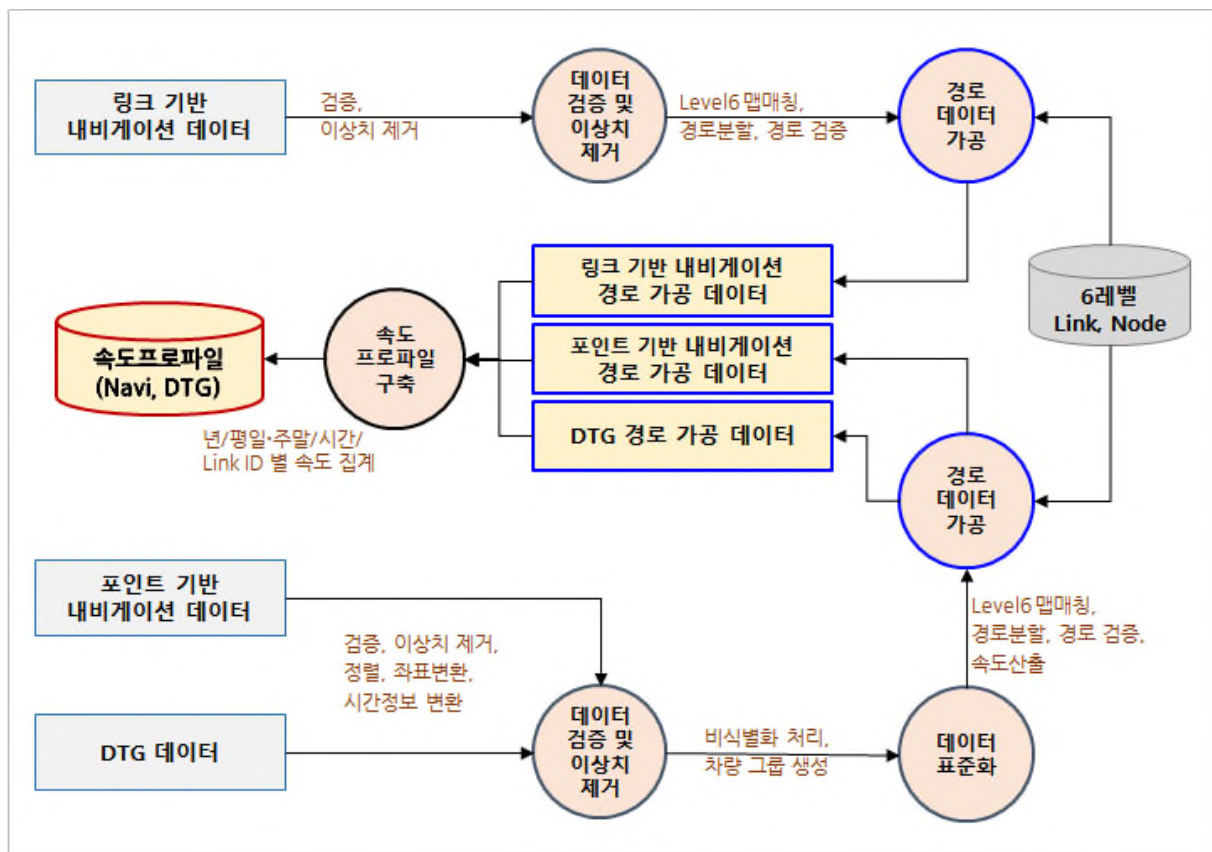 링크 기반
내비게이션 데이터
검증,
이상치 제거
데이터
검증 및
이상치
제거
Level6 맵매칭,
경로분할, 경로 검증
경로
데이터
가공
링크 기반 내비게이션
경로 가공 데이터
6레벨
Link, Node
속도프로파일
(Navi, DTG)
속도
프로파일
구축
포인트 기반 내비게이션
경로 가공 데이터
DTG 경로 가공 데이터
년/평일·주말/시간/
Link ID 별 속도 집계
경로
데이터
가공
포인트 기반
내비게이션 데이터
검증, 이상치 제거,
정렬, 좌표변환,
시간정보 변환
Level6 맵매칭,
경로분할, 경로 검증,
속도산출
DTG 데이터
데이터
검증 및
이상치
제거
비식별화 처리,
차량 그룹 생성
데이터
표준화